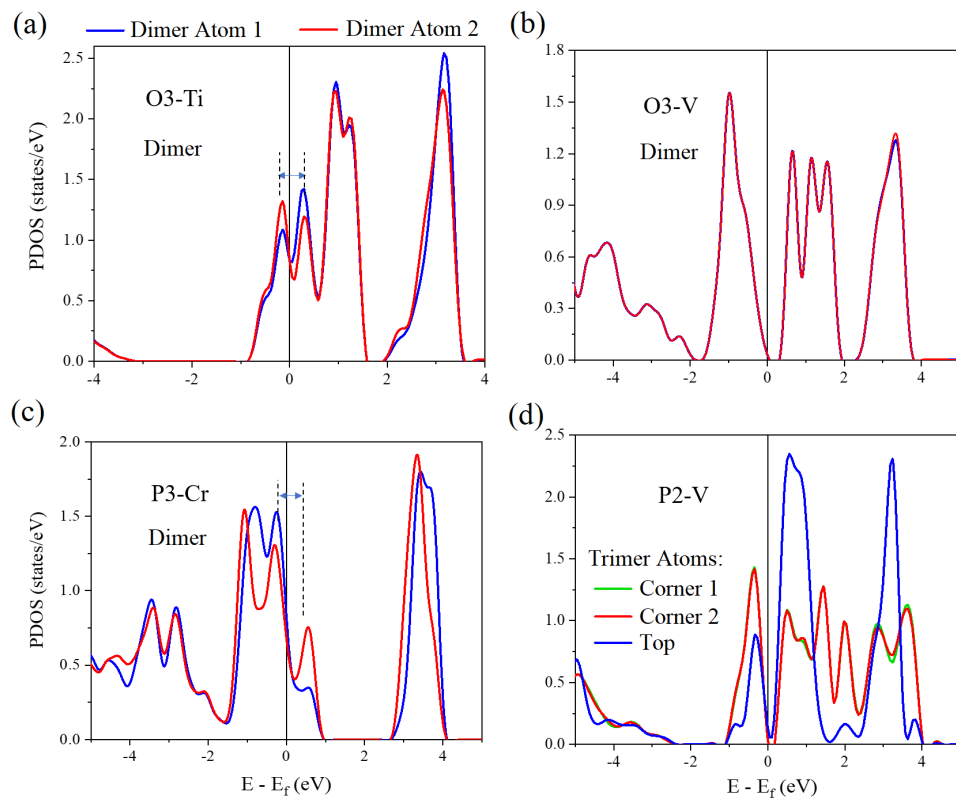 (a)
Dimer Atom 1
Dimer Atom 2
O3-Ti
Dimer
PDOS (states/eV)
2.5
2.0
1.5
1.0
0.5
0.0
-4
-2
0
2
4
(b)
O3-V
Dimer
1.8
1.5
1.2
0.9
0.6
0.3
0.0
-4
-2
0
2
4
(c)
P3-Cr
Dimer
PDOS (states/eV)
2.0
1.5
1.0
0.5
0.0
-4
-2
0
2
4
E - E_f (eV)
(d)
P2-V
Trimer Atoms:
Corner 1
Corner 2
Top
2.5
2.0
1.5
1.0
0.5
0.0
-4
-2
0
2
4
E - E_f (eV)